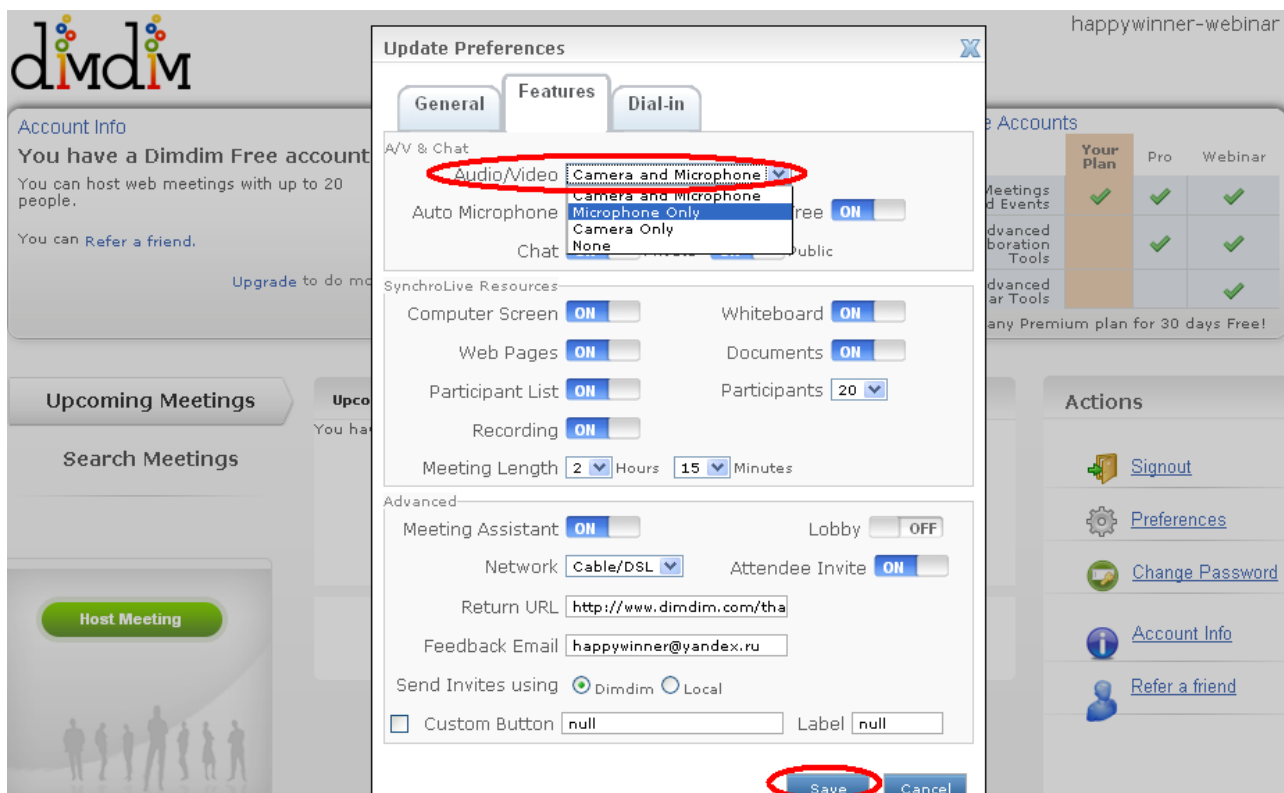 dimdim
happywinner-webinar
Account Info
You have a Dimdim Free account
You can host web meetings with up to 20
people.
You can Refer a friend.
Upgrade to do mo
Update Preferences
X
General
Features
Dial-in
A/V & Chat
Audio/Video Camera and Microphone
Camera and Microphone
Auto Microphone Microphone Only ree ON
Camera Only
None
Chat Public
SynchroLive Resources
Computer Screen ON Whiteboard ON
Web Pages ON Documents ON
Participant List ON Participants 20
Recording ON
Meeting Length 2 Hours 15 Minutes
Advanced
Meeting Assistant ON Lobby OFF
Network Cable/DSL Attendee Invite ON
Return URL http://www.dimdim.com/tha
Feedback Email happywinner@yandex.ru
Send Invites using Dimdim Local
Custom Button null Label null
Save Cancel
e Accounts
Your
Plan
Pro
Webinar
Meetings
d Events
dvanced
boration
Tools
dvanced
ar Tools
any Premium plan for 30 days Free!
Upcoming Meetings
Search Meetings
Upco
You ha
Host Meeting
Actions
Signout
Preferences
Change Password
Account Info
Refer a friend